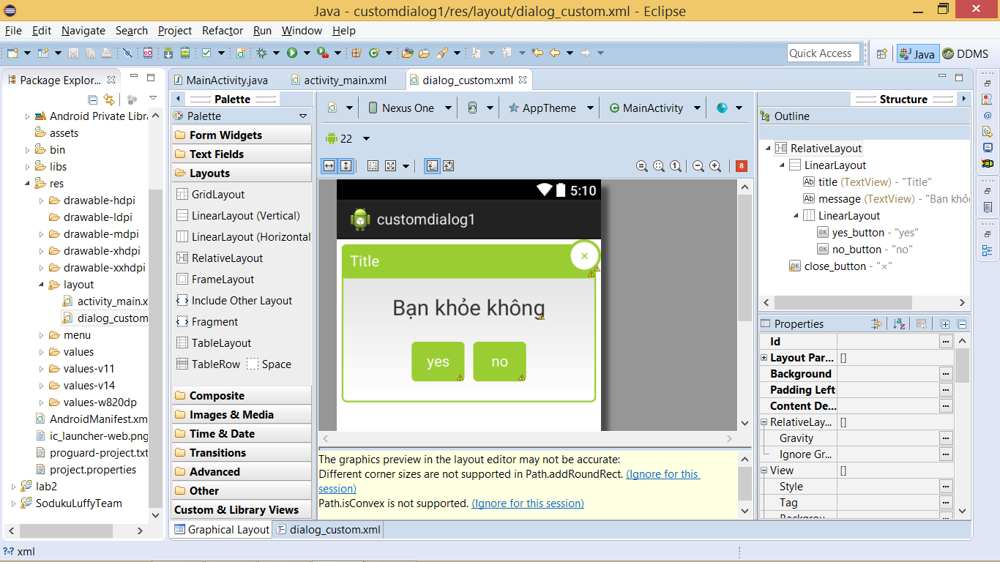 Java - customdialog1/res/layout/dialog_custom.xml - Eclipse
File Edit Navigate Search Project Refactor Run Window Help
Quick Access
Java
DDMS
Package Explor...
Android Private Libra
assets
bin
libs
res
drawable-hdpi
drawable-ldpi
drawable-mdpi
drawable-xhdpi
drawable-xxhdpi
layout
activity_main.x
dialog_custom
menu
values
values-v11
values-v14
values-w820dp
AndroidManifest.xm
ic_launcher-web.png
proguard-project.txt
project.properties
lab2
SodukuLuffyTeam
MainActivity.java activity_main.xml dialog_custom.xml
Palette
Palette
Form Widgets
Text Fields
Layouts
GridLayout
LinearLayout (Vertical)
LinearLayout (Horizontal)
RelativeLayout
FrameLayout
Include Other Layout
Fragment
TableLayout
TableRow Space
Composite
Images & Media
Time & Date
Transitions
Advanced
Other
Custom & Library Views
Nexus One AppTheme MainActivity
22
1
8
5:10
customdialog1
Title
×
Bạn khỏe không
yes no
The graphics preview in the layout editor may not be accurate:
Different corner sizes are not supported in Path.addRoundRect. (Ignore for this
session)
Path.isConvex is not supported. (Ignore for this session)
Graphical Layout dialog_custom.xml
Structure
Outline
RelativeLayout
LinearLayout
Ab title (TextView) - "Title"
Ab message (TextView) - "Bạn khỏe
LinearLayout
OK yes_button - "yes"
OK no_button - "no"
OK close_button - "×"
Properties
Id
Layout Par... []
Background
Padding Left
Content De...
RelativeLay... []
Gravity
Ignore Gr...
View []
Style
Tag
Backgrou
xml